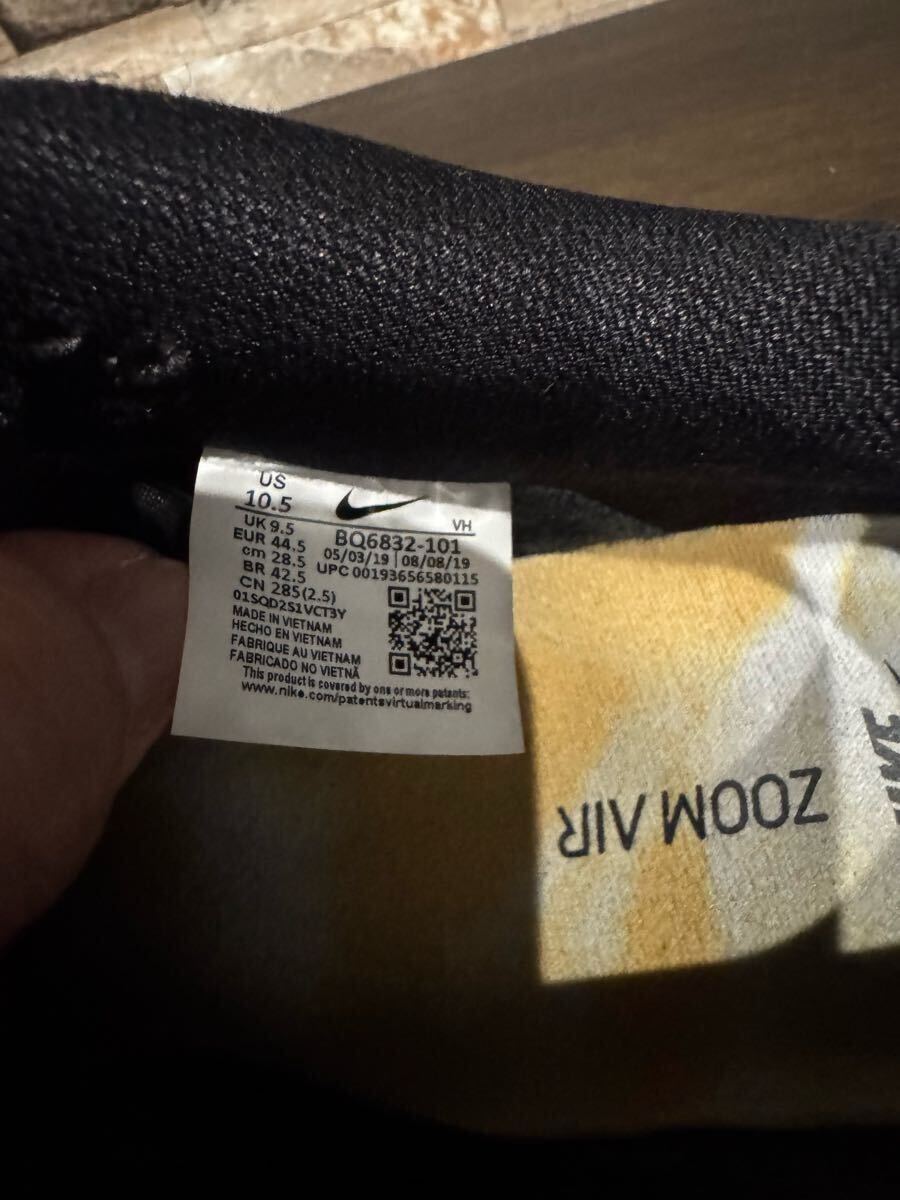 US
10.5
VH
UK 9.5
BQ6832-101
EUR 44.5
05/03/19 | 08/08/19
cm 28.5
UPC 00193656580115
BR 42.5
CN 285(2.5)
01SQD2S1VCT3Y
MADE IN VIETNAM
HECHO EN VIETNAM
FABRIQUE AU VIETNAM
FABRICADO NO VIETNÃ
This product is covered by one or more patents:
www.nike.com/patentsvirtualmarking
ZOOM AIR